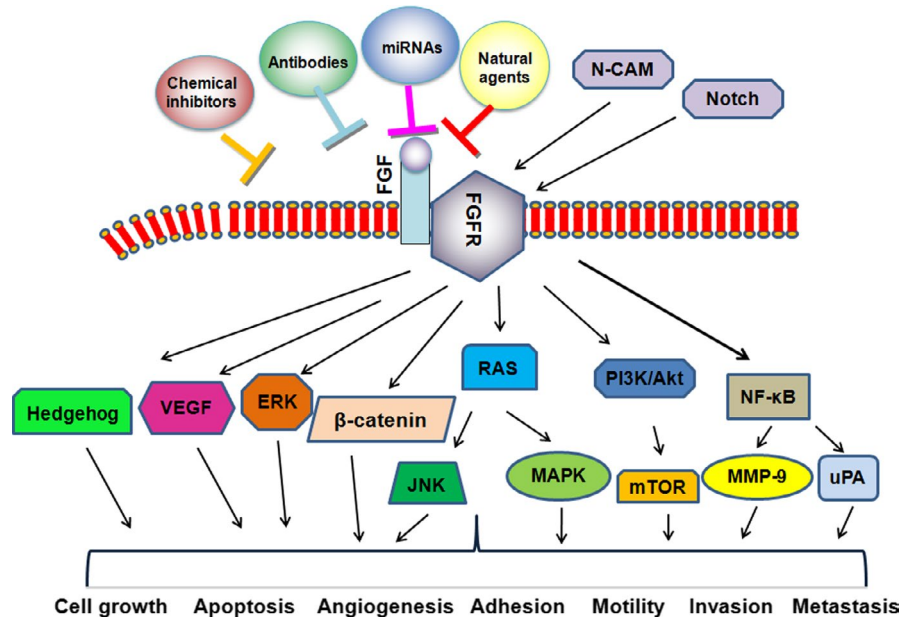 Chemical
inhibitors
Antibodies
miRNAs
Natural
agents
N-CAM
Notch
FGF
FGFR
Hedgehog
VEGF
ERK
β-catenin
RAS
PI3K/Akt
NF-κB
JNK
MAPK
mTOR
MMP-9
uPA
Cell growth Apoptosis Angiogenesis Adhesion Motility Invasion Metastasis